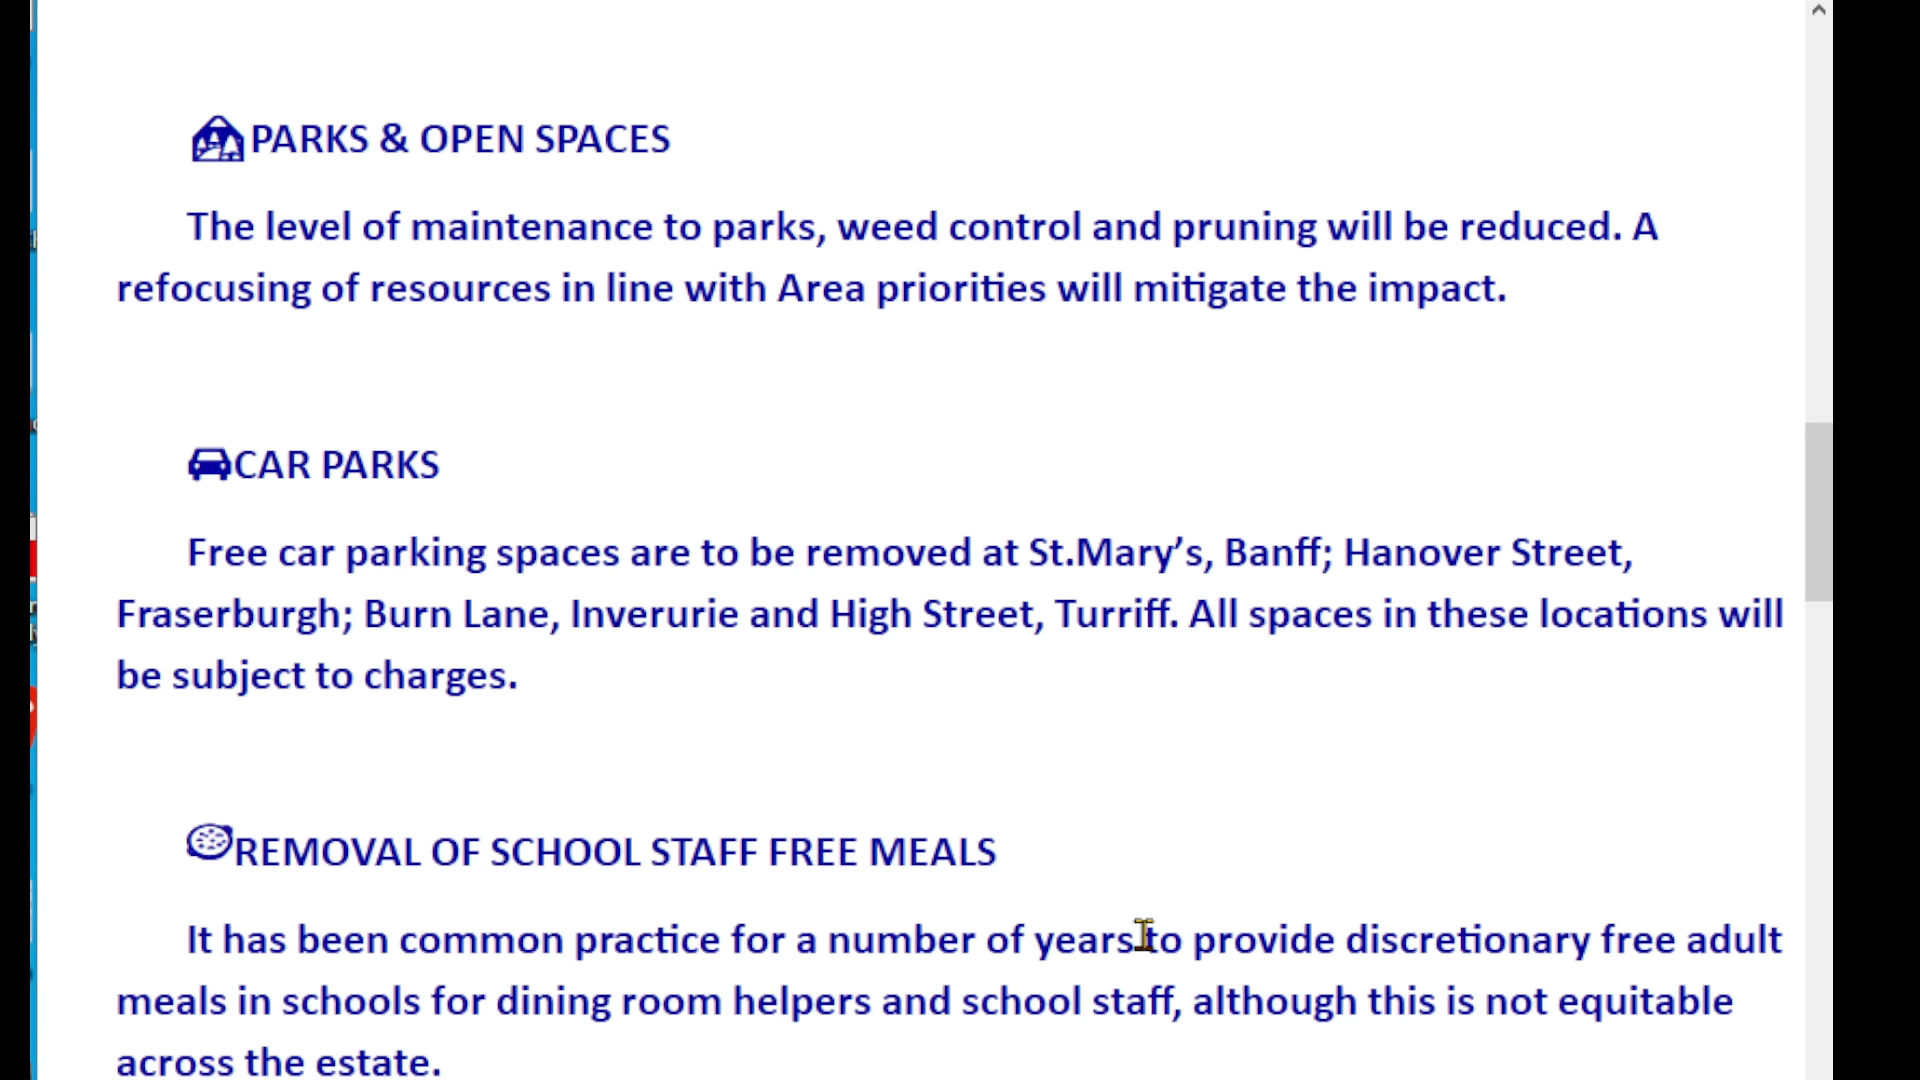 PARKS & OPEN SPACES
The level of maintenance to parks, weed control and pruning will be reduced. A
refocusing of resources in line with Area priorities will mitigate the impact.
CAR PARKS
Free car parking spaces are to be removed at St.Mary’s, Banff; Hanover Street,
Fraserburgh; Burn Lane, Inverurie and High Street, Turriff. All spaces in these locations will
be subject to charges.
REMOVAL OF SCHOOL STAFF FREE MEALS
It has been common practice for a number of years to provide discretionary free adult
meals in schools for dining room helpers and school staff, although this is not equitable
across the estate.